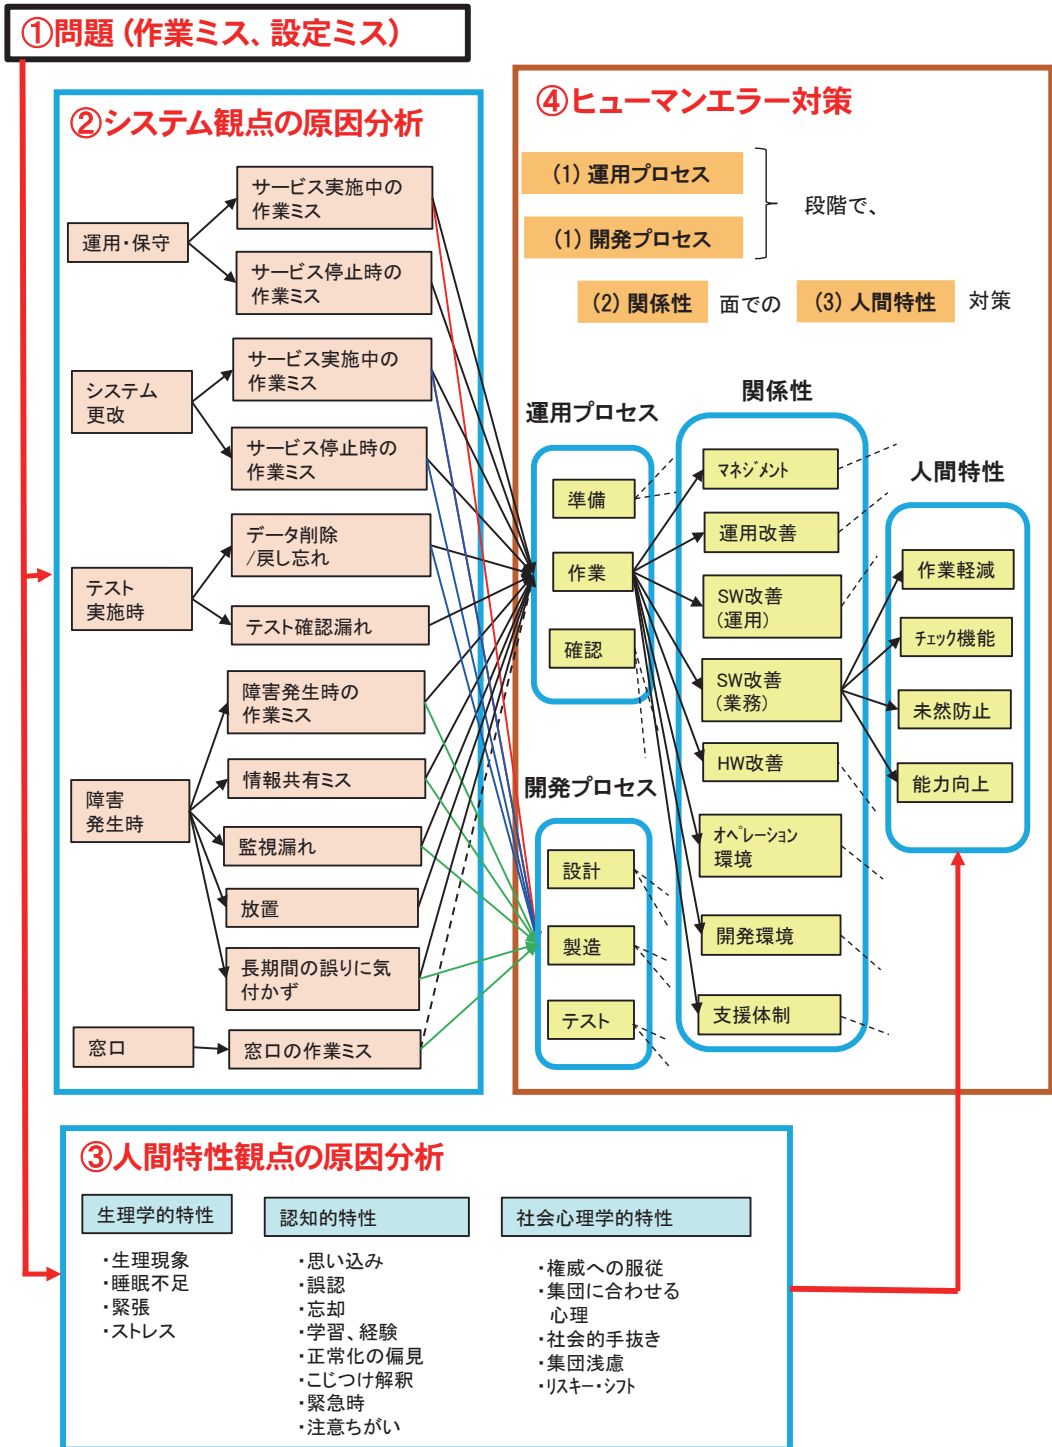 ①問題（作業ミス、設定ミス）
②システム観点の原因分析
運用・保守
サービス実施中の
作業ミス
サービス停止時の
作業ミス
システム
更改
サービス実施中の
作業ミス
サービス停止時の
作業ミス
テスト
実施時
データ削除
/戻し忘れ
テスト確認漏れ
障害
発生時
障害発生時の
作業ミス
情報共有ミス
監視漏れ
放置
長期間の誤りに気
付かず
窓口
窓口の作業ミス
④ヒューマンエラー対策
(1) 運用プロセス
(1) 開発プロセス
段階で、
(2) 関係性
面での
(3) 人間特性
対策
運用プロセス
準備
作業
確認
開発プロセス
設計
製造
テスト
関係性
マネジメント
運用改善
SW改善
(運用)
SW改善
(業務)
HW改善
オペレーション
環境
開発環境
支援体制
人間特性
作業軽減
チェック機能
未然防止
能力向上
③人間特性観点の原因分析
生理学的特性
・生理現象
・睡眠不足
・緊張
・ストレス
認知的特性
・思い込み
・誤認
・忘却
・学習、経験
・正常化の偏見
・こじつけ解釈
・緊急時
・注意ちがい
社会心理学的特性
・権威への服従
・集団に合わせる
心理
・社会的手抜き
・集団浅慮
・リスキー・シフト